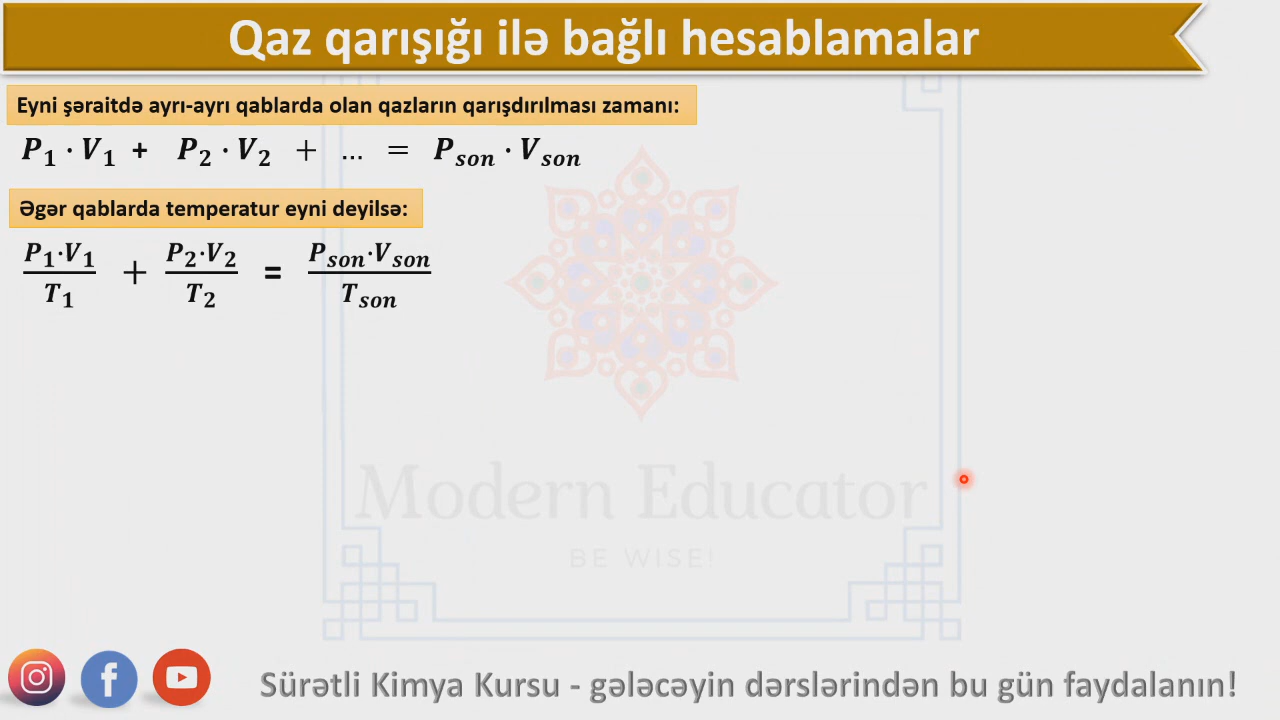 Qaz qarışığı ilə bağlı hesablamalar
Eyni şəraitdə ayrı-ayrı qablarda olan qazların qarışdırılması zamanı:
P₁ · V₁ + P₂ · V₂ + … = Pₛₒₙ · Vₛₒₙ
Əgər qablarda temperatur eyni deyilsə:
P₁·V₁/T₁ + P₂·V₂/T₂ = Pₛₒₙ·Vₛₒₙ/Tₛₒₙ
Modern Educator
BE WISE!
Sürətli Kimya Kursu - gələcəyin dərslərindən bu gün faydalanın!